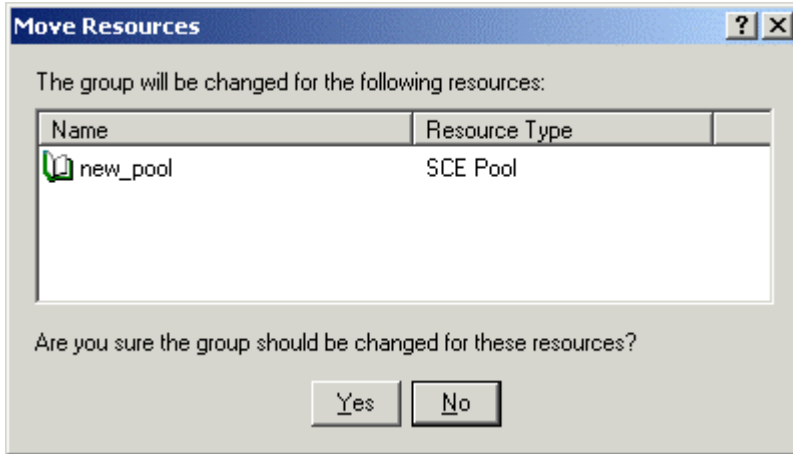 Move Resources
The group will be changed for the following resources:
Name Resource Type
new_pool SCE Pool
Are you sure the group should be changed for these resources?
Yes No